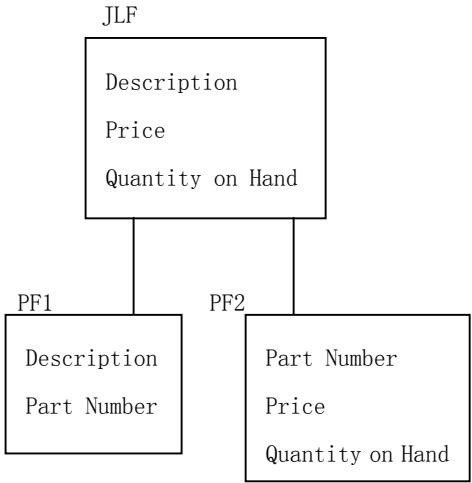 JLF
Description
Price
Quantity on Hand
PF1
Description
Part Number
PF2
Part Number
Price
Quantity on Hand